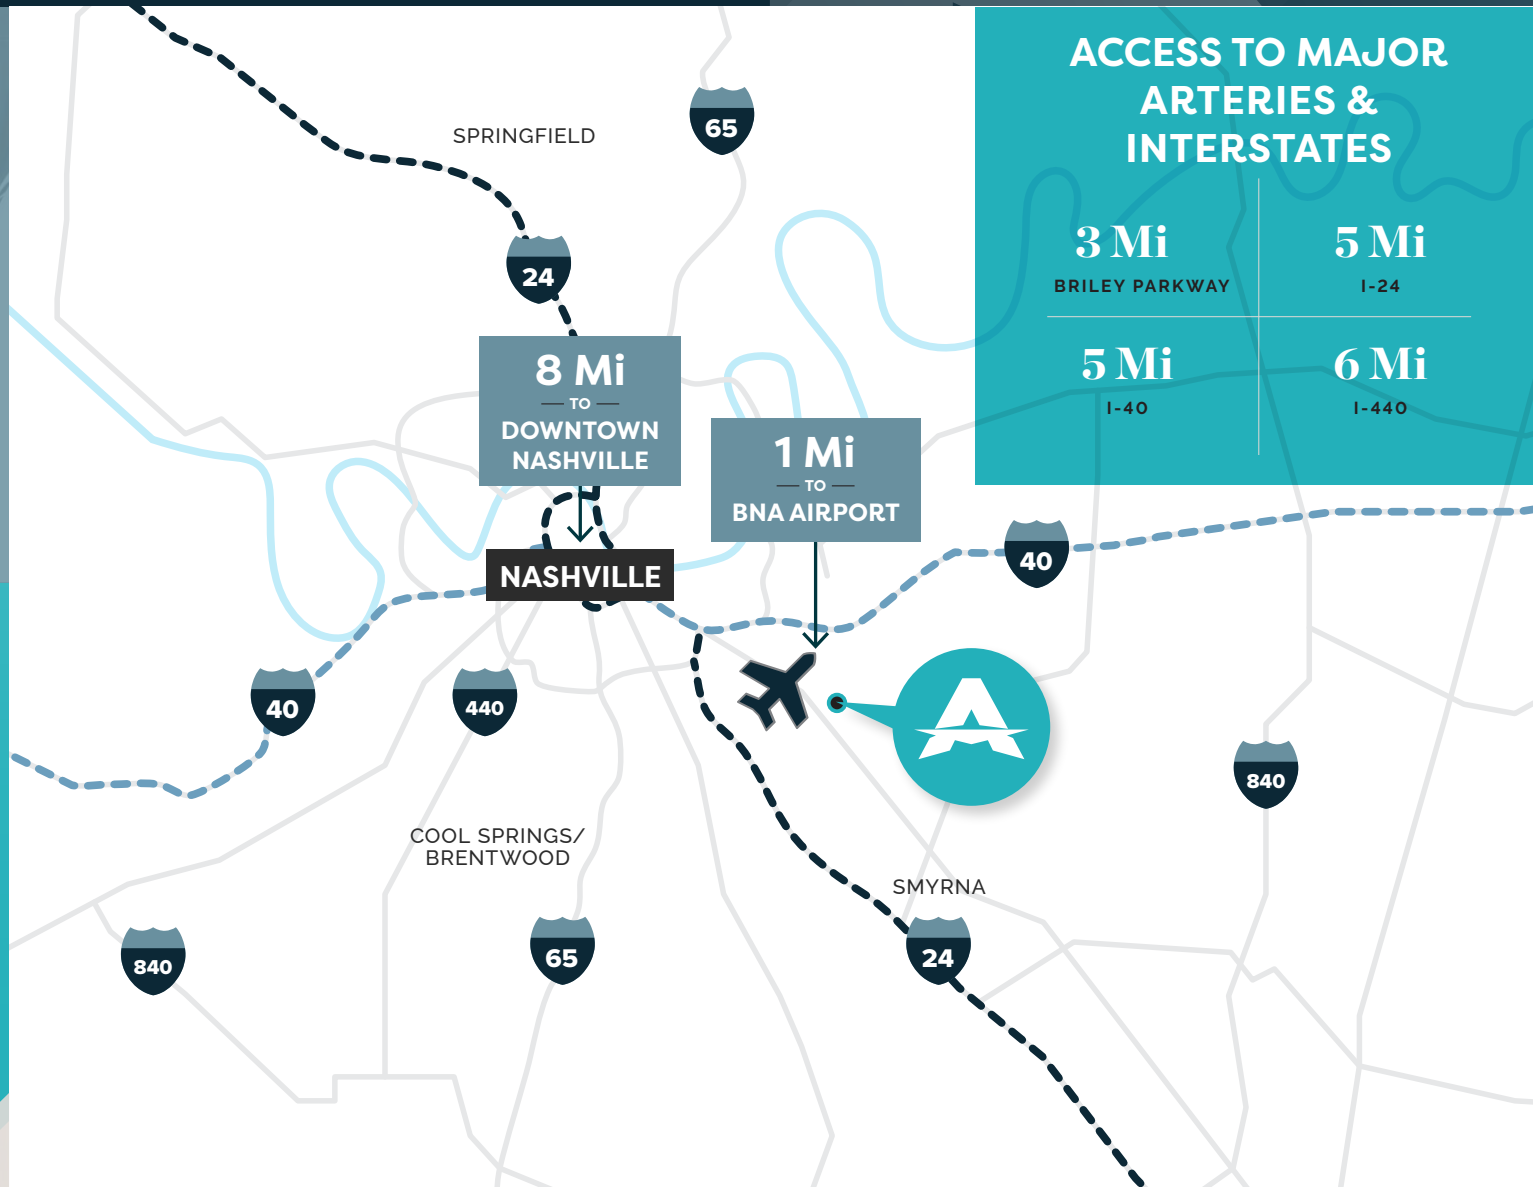 ACCESS TO MAJOR
ARTERIES &
INTERSTATES
3 Mi
BRILEY PARKWAY
5 Mi
I-24
5 Mi
I-40
6 Mi
I-440
65
SPRINGFIELD
24
8 Mi
TO
DOWNTOWN
NASHVILLE
1 Mi
TO
BNA AIRPORT
NASHVILLE
40
40
440
840
COOL SPRINGS/
BRENTWOOD
SMYRNA
840
65
24